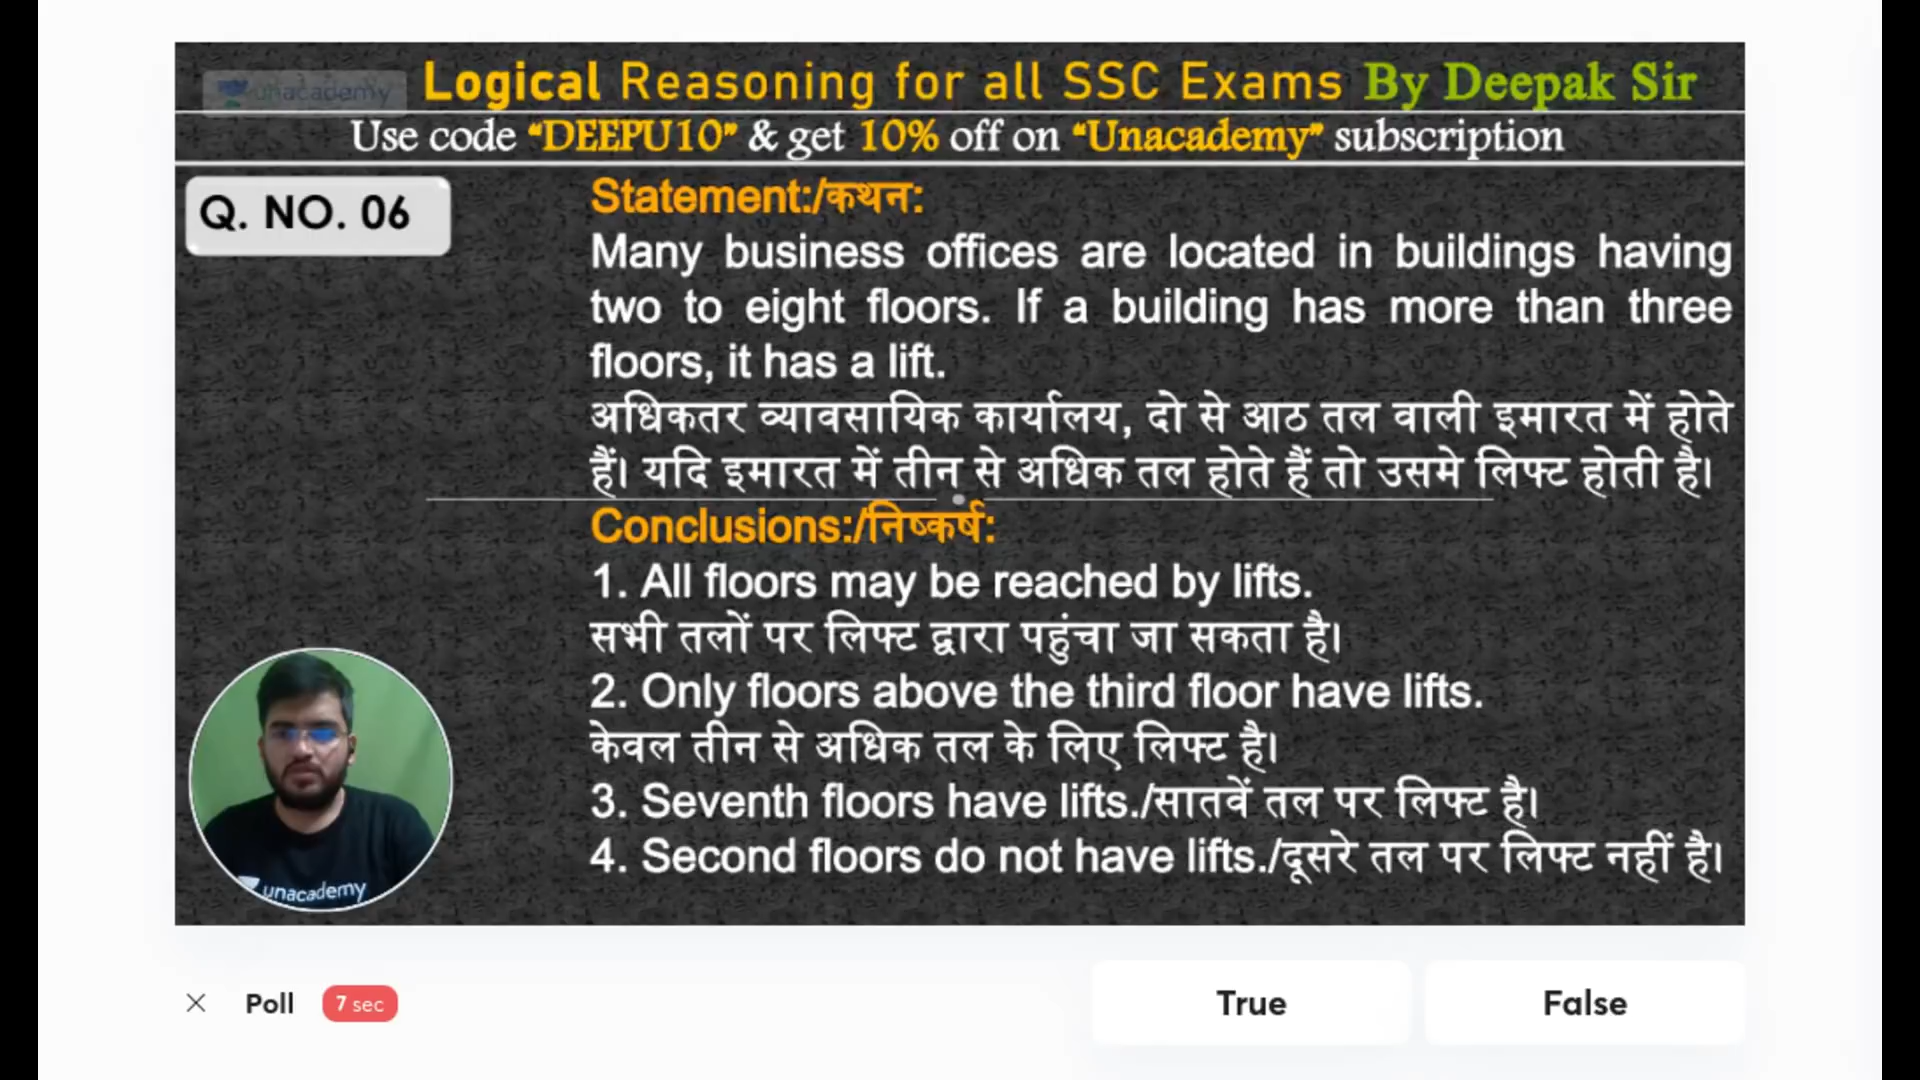 unacademy
Logical Reasoning for all SSC Exams By Deepak Sir
Use code “DEEPU10” & get 10% off on “Unacademy” subscription
Q. NO. 06
Statement:/कथन:
Many business offices are located in buildings having
two to eight floors. If a building has more than three
floors, it has a lift.
अधिकतर व्यावसायिक कार्यालय, दो से आठ तल वाली इमारत में होते
हैं। यदि इमारत में तीन से अधिक तल होते हैं तो उसमे लिफ्ट होती है।
Conclusions:/निष्कर्ष:
1. All floors may be reached by lifts.
सभी तलों पर लिफ्ट द्वारा पहुंचा जा सकता है।
2. Only floors above the third floor have lifts.
केवल तीन से अधिक तल के लिए लिफ्ट है।
3. Seventh floors have lifts./सातवें तल पर लिफ्ट है।
4. Second floors do not have lifts./दूसरे तल पर लिफ्ट नहीं है।
unacademy
Poll 7 sec True False